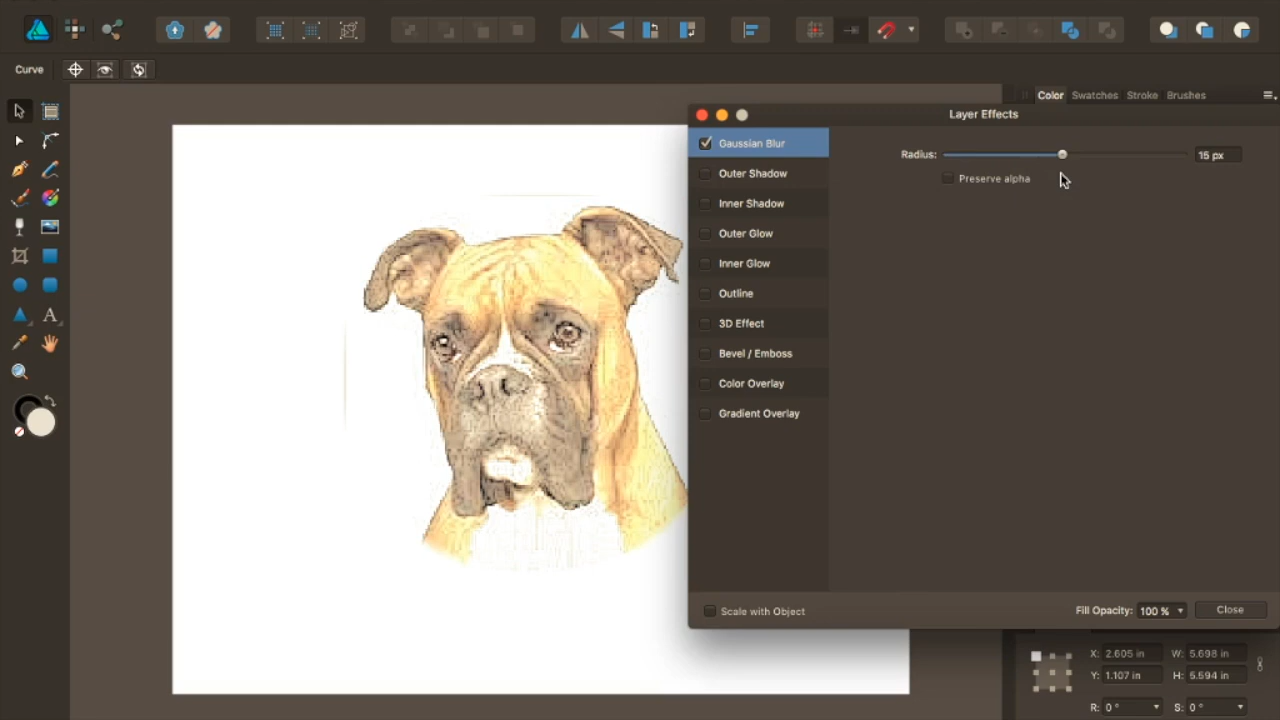 Curve
Color Swatches Stroke Brushes
Layer Effects
Gaussian Blur
Outer Shadow
Inner Shadow
Outer Glow
Inner Glow
Outline
3D Effect
Bevel / Emboss
Color Overlay
Gradient Overlay
Radius: 15 px
Preserve alpha
Scale with Object
Fill Opacity: 100 % Close
A
X: 2.605 in W: 5.698 in
Y: 1.107 in H: 5.594 in
R: 0 ° S: 0 °